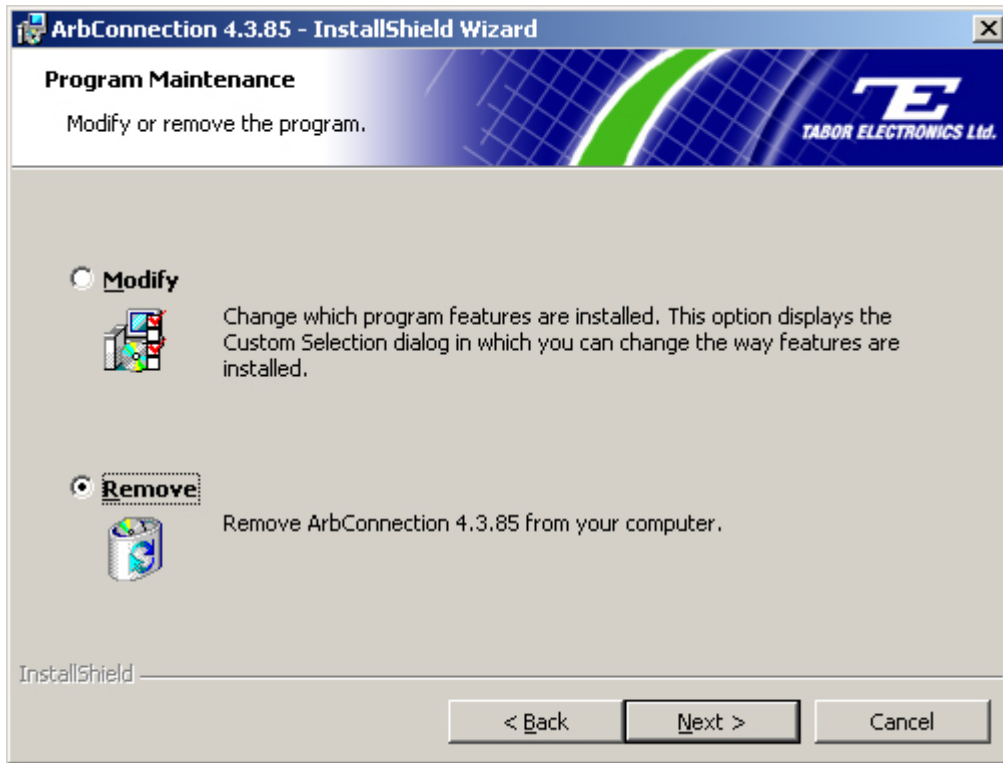 ArbConnection 4.3.85 - InstallShield Wizard
Program Maintenance
Modify or remove the program.
TE
TABOR ELECTRONICS Ltd.
Modify
Change which program features are installed. This option displays the
Custom Selection dialog in which you can change the way features are
installed.
Remove
Remove ArbConnection 4.3.85 from your computer.
InstallShield
< Back
Next >
Cancel